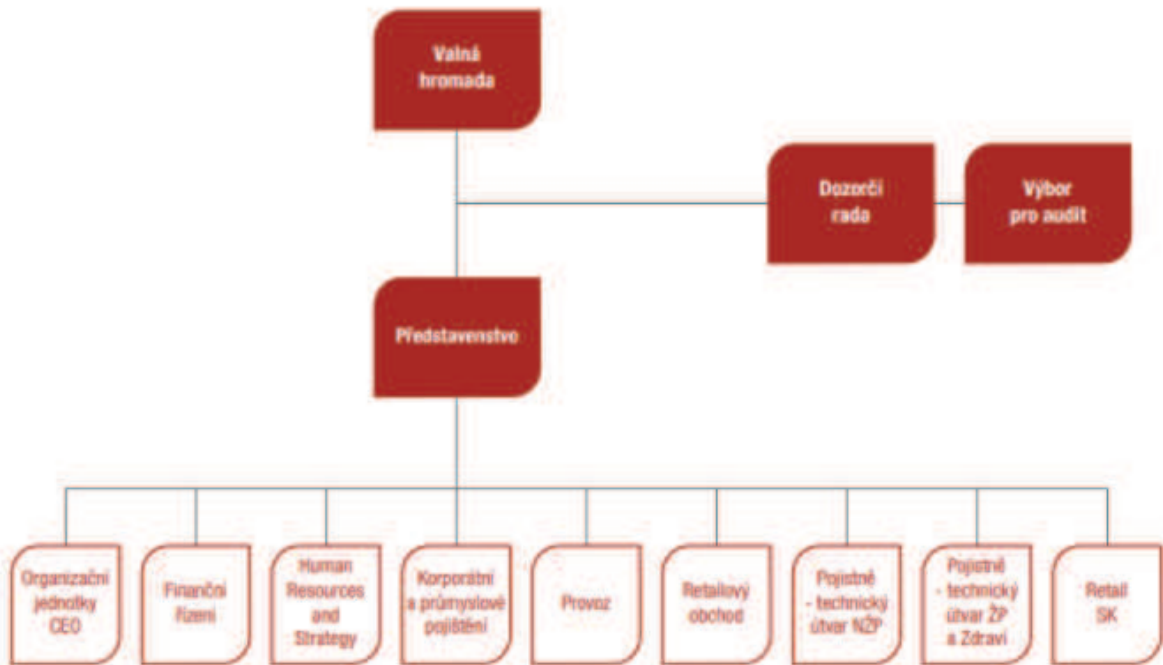 Valná
hromada
Dozorčí
rada
Výbor
pro audit
Představenstvo
Organizační
jednotky
CEO
Finanční
řízení
Human
Resources
and
Strategy
Korporátní
a průmyslové
pojištění
Provoz
Retailový
obchod
Pojistně
- technický
útvar NŽP
Pojistně
- technický
útvar ŽP
a Zdraví
Retail
SK